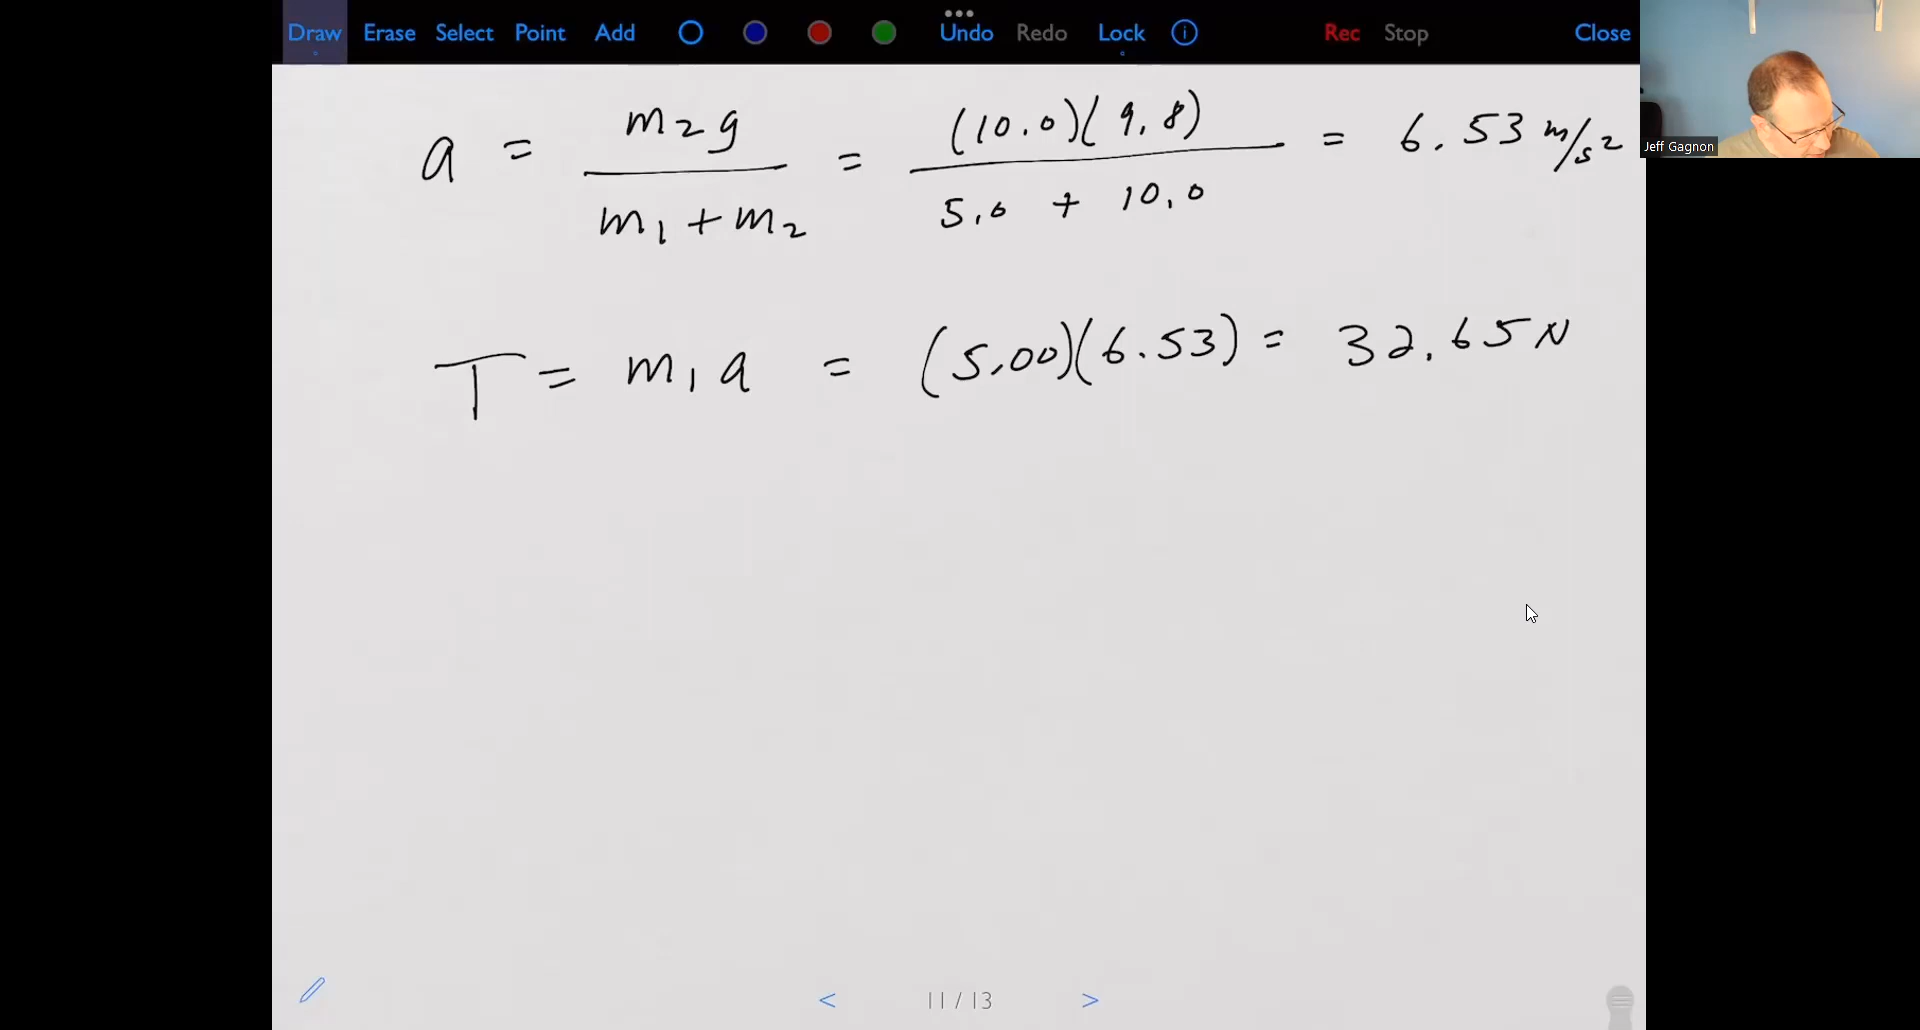 Draw Erase Select Point Add Undo Redo Lock Rec Stop Close
Jeff Gagnon
a = m₂g / m₁ + m₂ = (10.0)(9.8) / 5.0 + 10.0 = 6.53 m/s²
T = m₁a = (5.00)(6.53) = 32.65 N
< 11 / 13 >